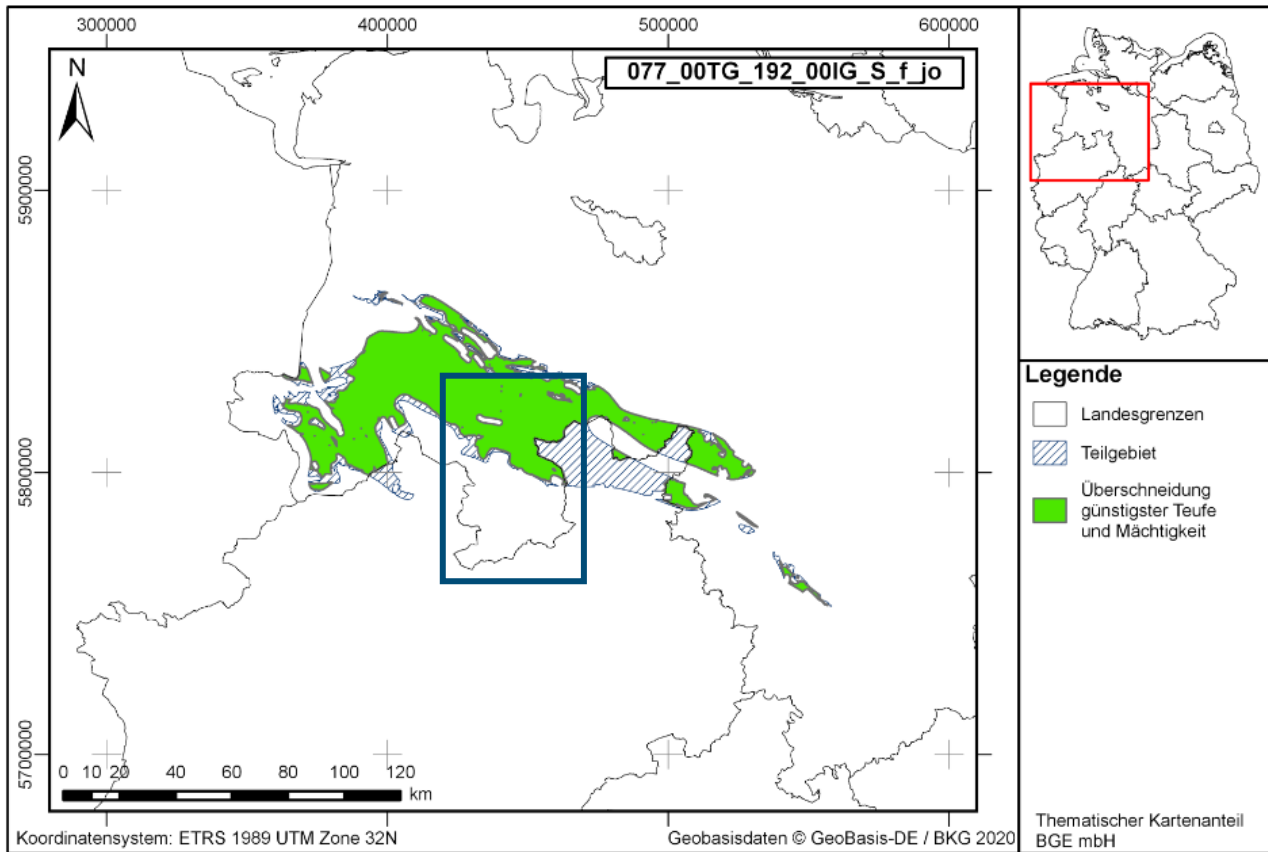 300000
400000
500000
600000
077_00TG_192_00IG_S_f_jo
N
5900000
5800000
5700000
0 10 20 40 60 80 100 120
km
Koordinatensystem: ETRS 1989 UTM Zone 32N
Geobasisdaten © GeoBasis-DE / BKG 2020
Legende
Landesgrenzen
Teilgebiet
Überschneidung
günstigster Teufe
und Mächtigkeit
Thematischer Kartenanteil
BGE mbH